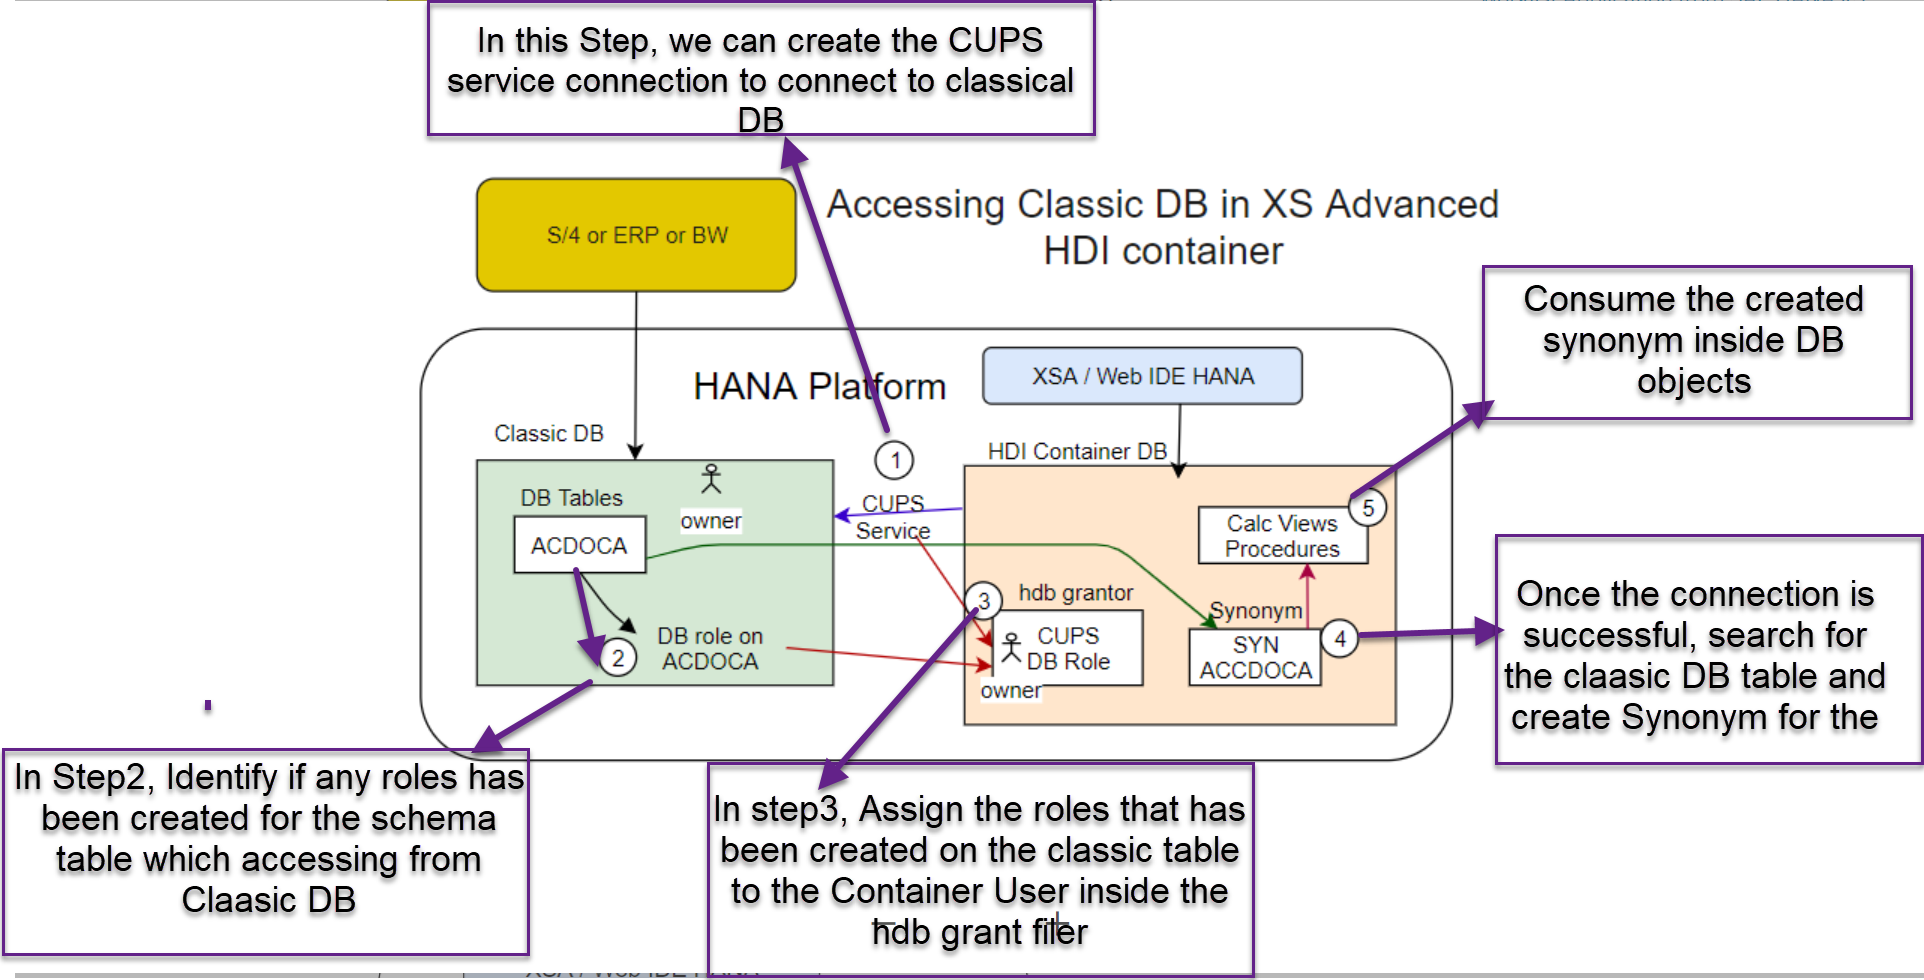 In this Step, we can create the CUPS
service connection to connect to classical
DB
S/4 or ERP or BW
Accessing Classic DB in XS Advanced
HDI container
Consume the created
synonym inside DB
objects
HANA Platform
XSA / Web IDE HANA
Classic DB
1
HDI Container DB
DB Tables
owner
ACDOCA
CUPS
Service
5
Calc Views
Procedures
3
hdb grantor
CUPS
DB Role
owner
Synonym
SYN
ACCDOCA
4
2
DB role on
ACDOCA
Once the connection is
successful, search for
the claasic DB table and
create Synonym for the
In Step2, Identify if any roles has
been created for the schema
table which accessing from
Claasic DB
In step3, Assign the roles that has
been created on the classic table
to the Container User inside the
hdb grant filer
XSA / Web IDE HANA